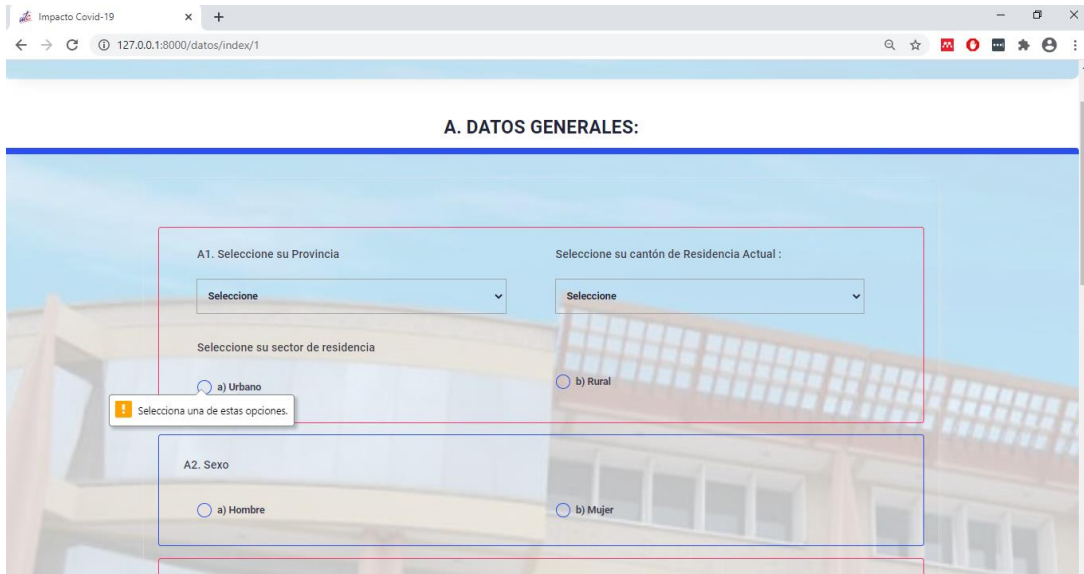 Impacto Covid-19
127.0.0.1:8000/datos/index/1
A. DATOS GENERALES:
A1. Seleccione su Provincia
Seleccione su cantón de Residencia Actual :
Seleccione
Seleccione
Seleccione su sector de residencia
a) Urbano
b) Rural
Selecciona una de estas opciones.
A2. Sexo
a) Hombre
b) Mujer